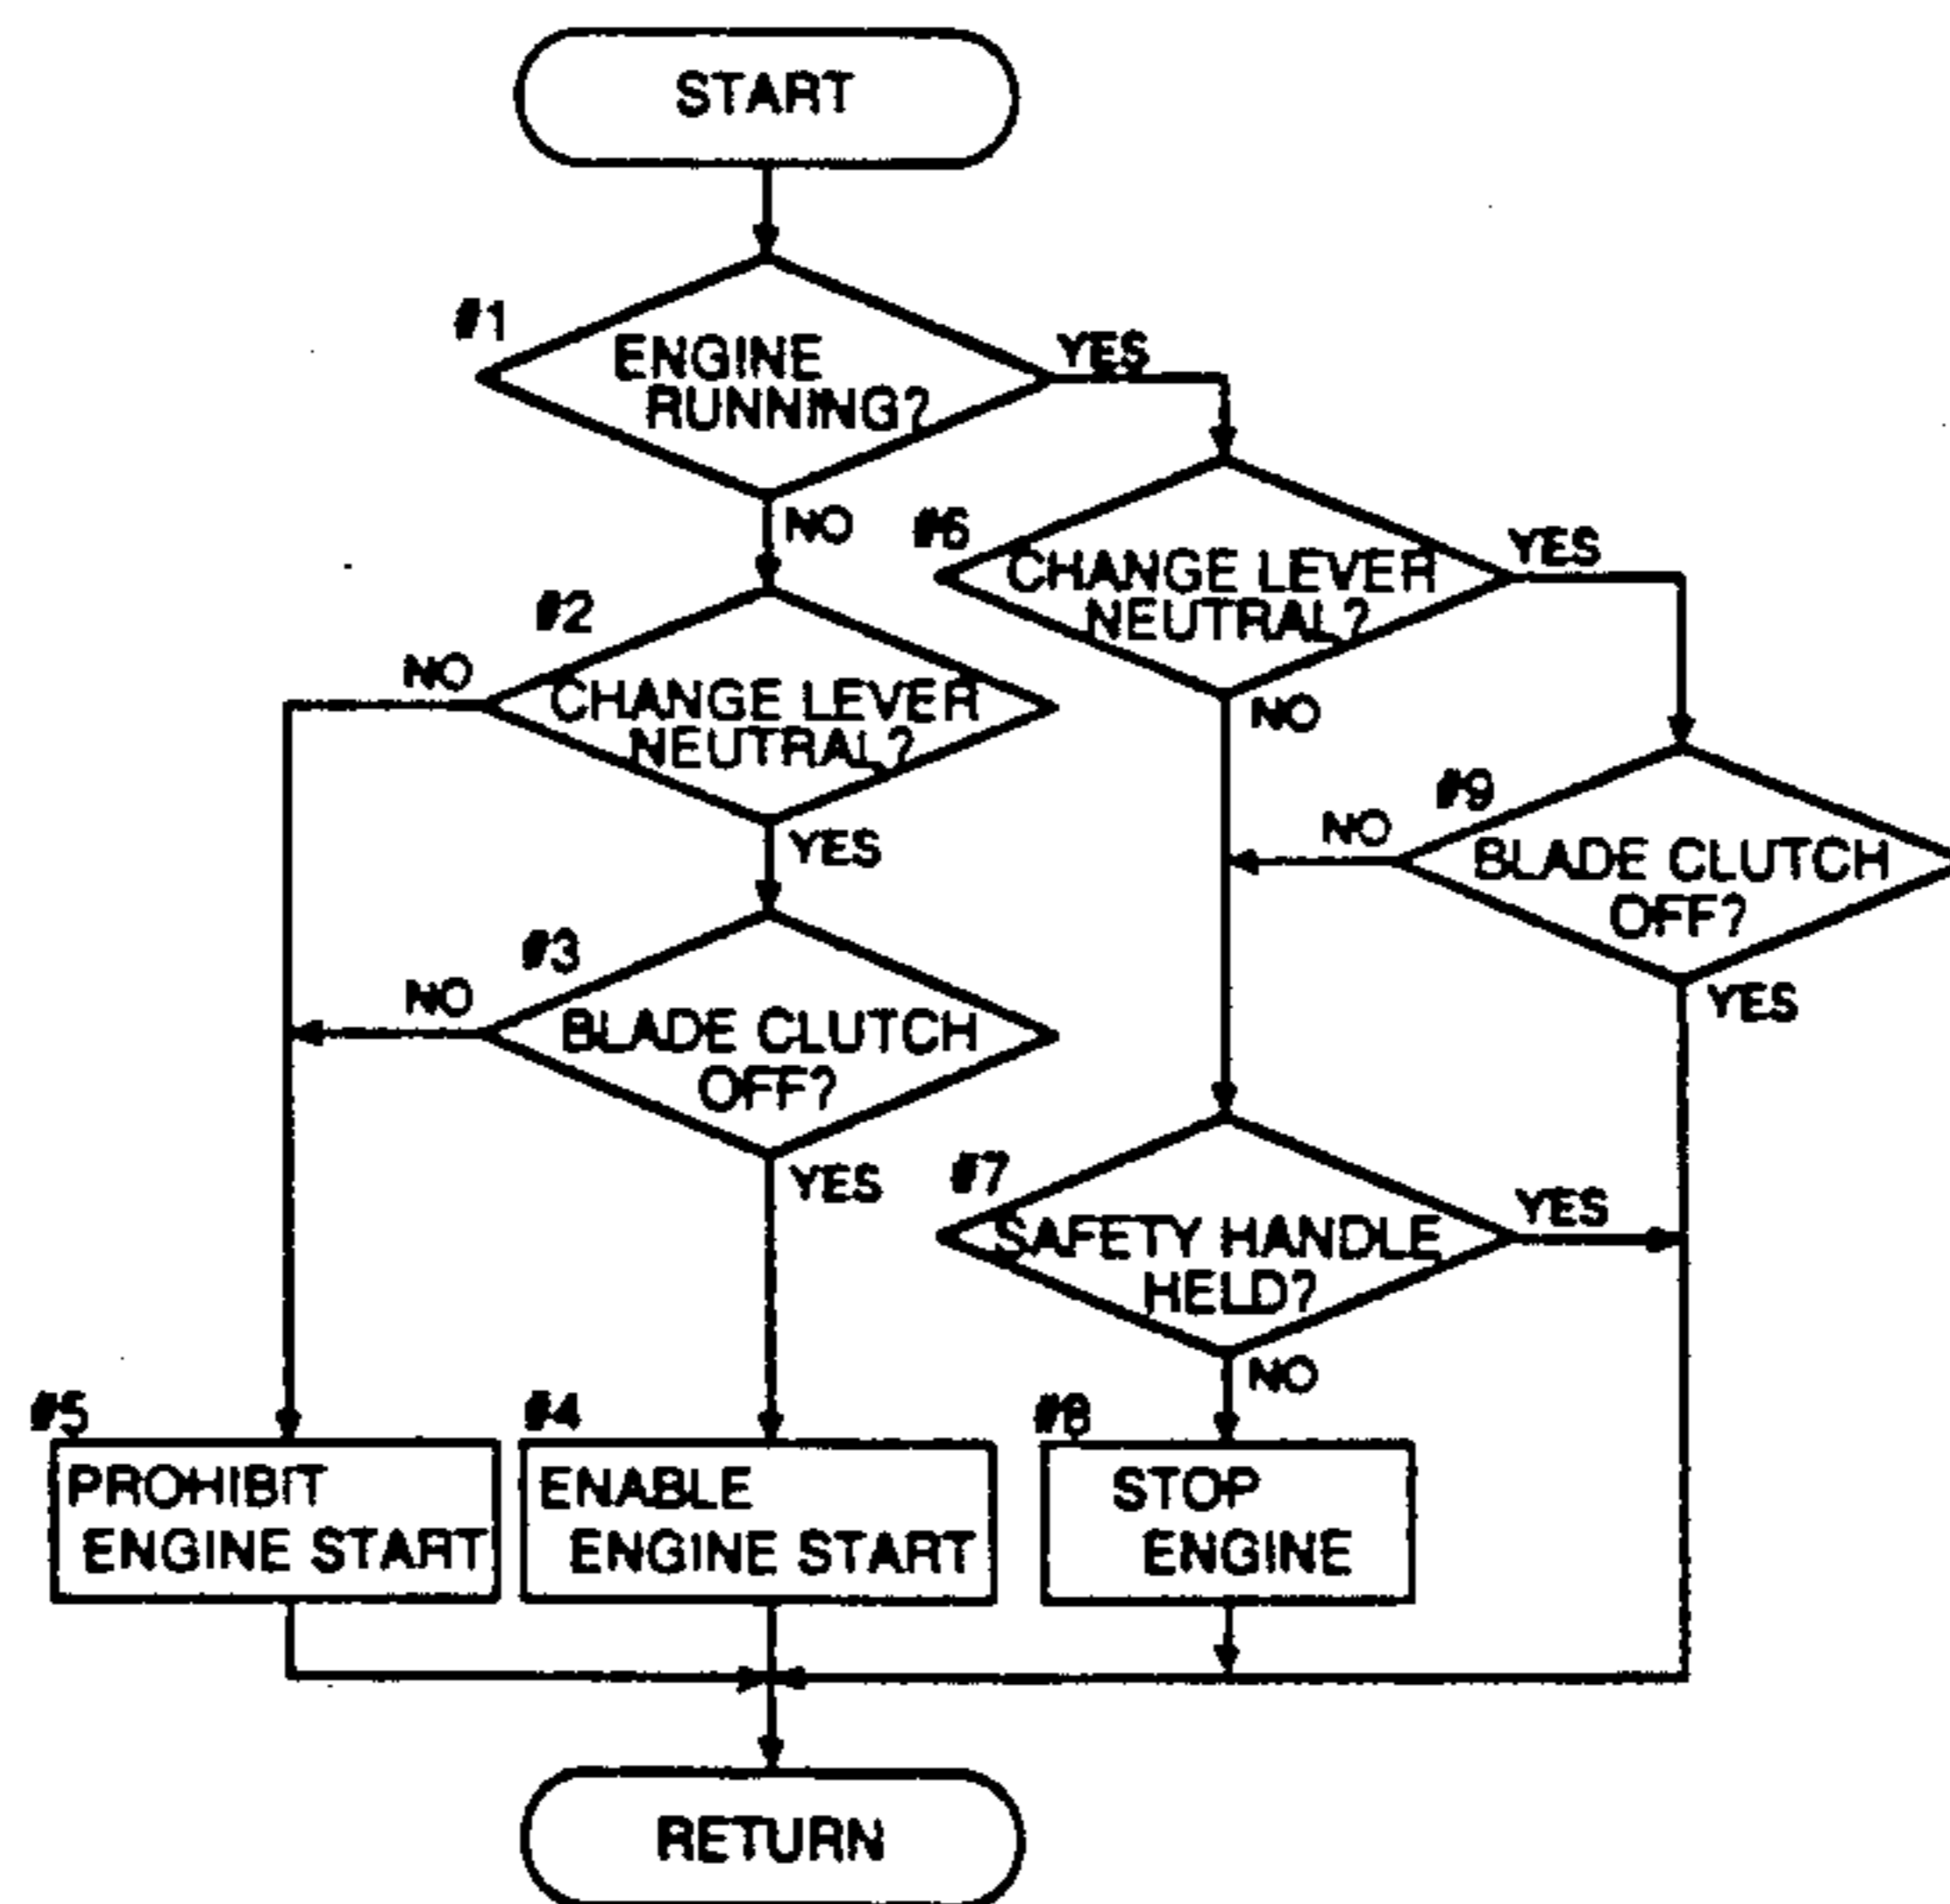 START
#1
ENGINE
RUNNING?
YES
NO
#6
CHANGE LEVER
NEUTRAL?
YES
NO
#2
CHANGE LEVER
NEUTRAL?
NO
YES
#9
BLADE CLUTCH
OFF?
NO
YES
#3
BLADE CLUTCH
OFF?
NO
YES
#7
SAFETY HANDLE
HELD?
YES
NO
#5
PROHIBIT
ENGINE START
#4
ENABLE
ENGINE START
#8
STOP
ENGINE
RETURN